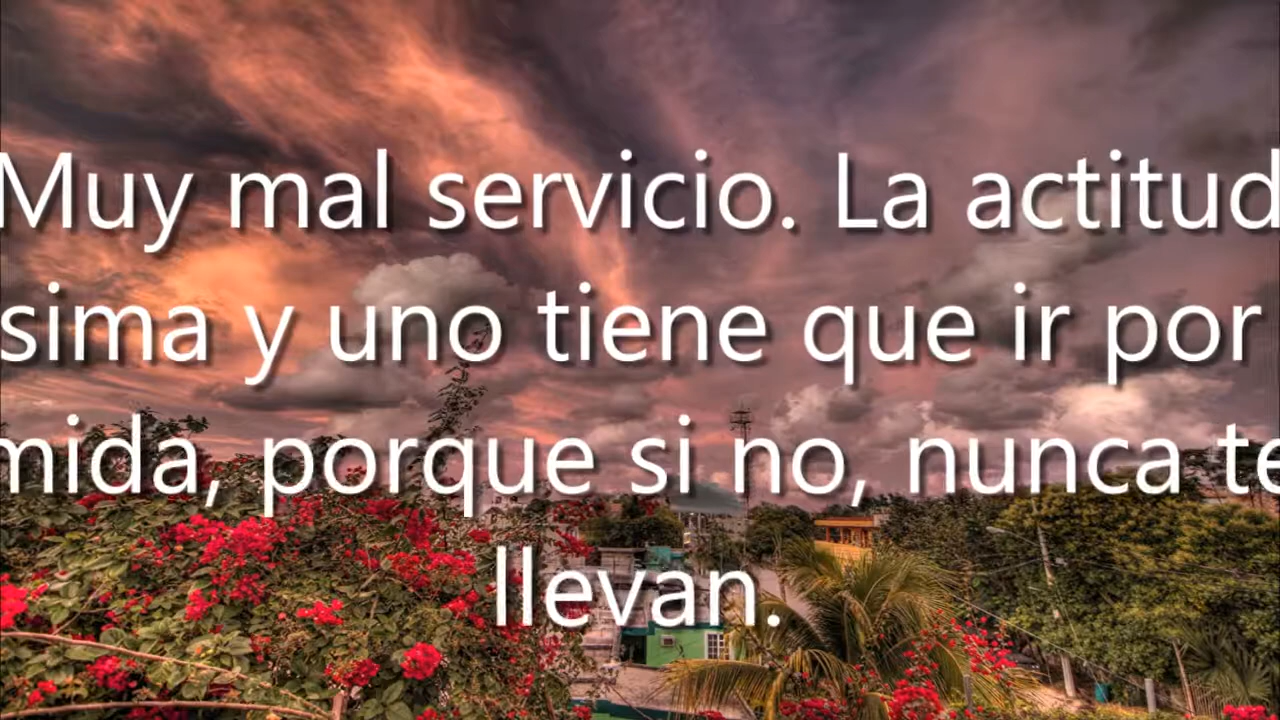 Muy mal servicio. La actitud
sima y uno tiene que ir por
mida, porque si no, nunca te
llevan.